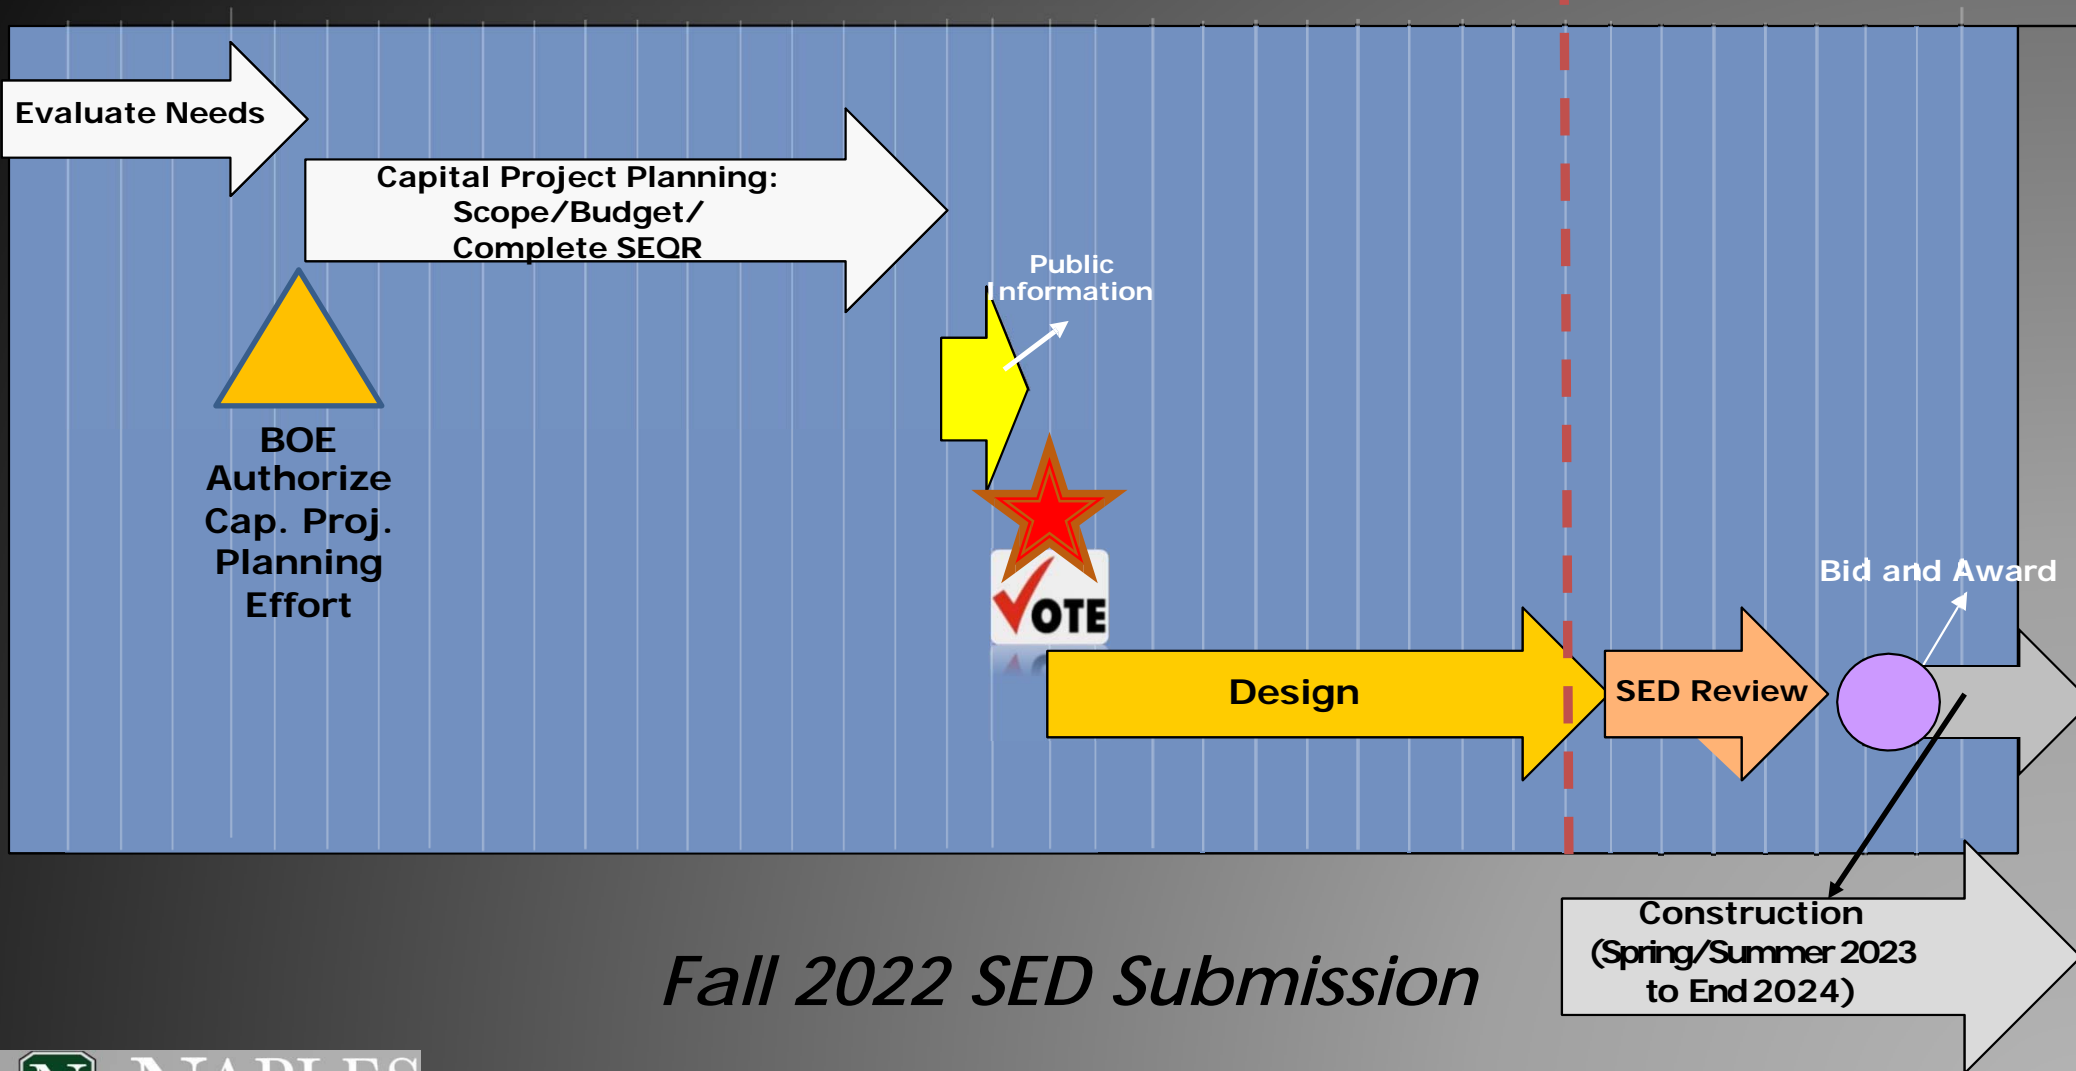 Evaluate Needs
Capital Project Planning:
Scope/Budget/
Complete SEQR
Public
Information
BOE
Authorize
Cap. Proj.
Planning
Effort
VOTE
Bid and Award
Design
SED Review
Construction
(Spring/Summer 2023
to End 2024)
Fall 2022 SED Submission
N NAPLES